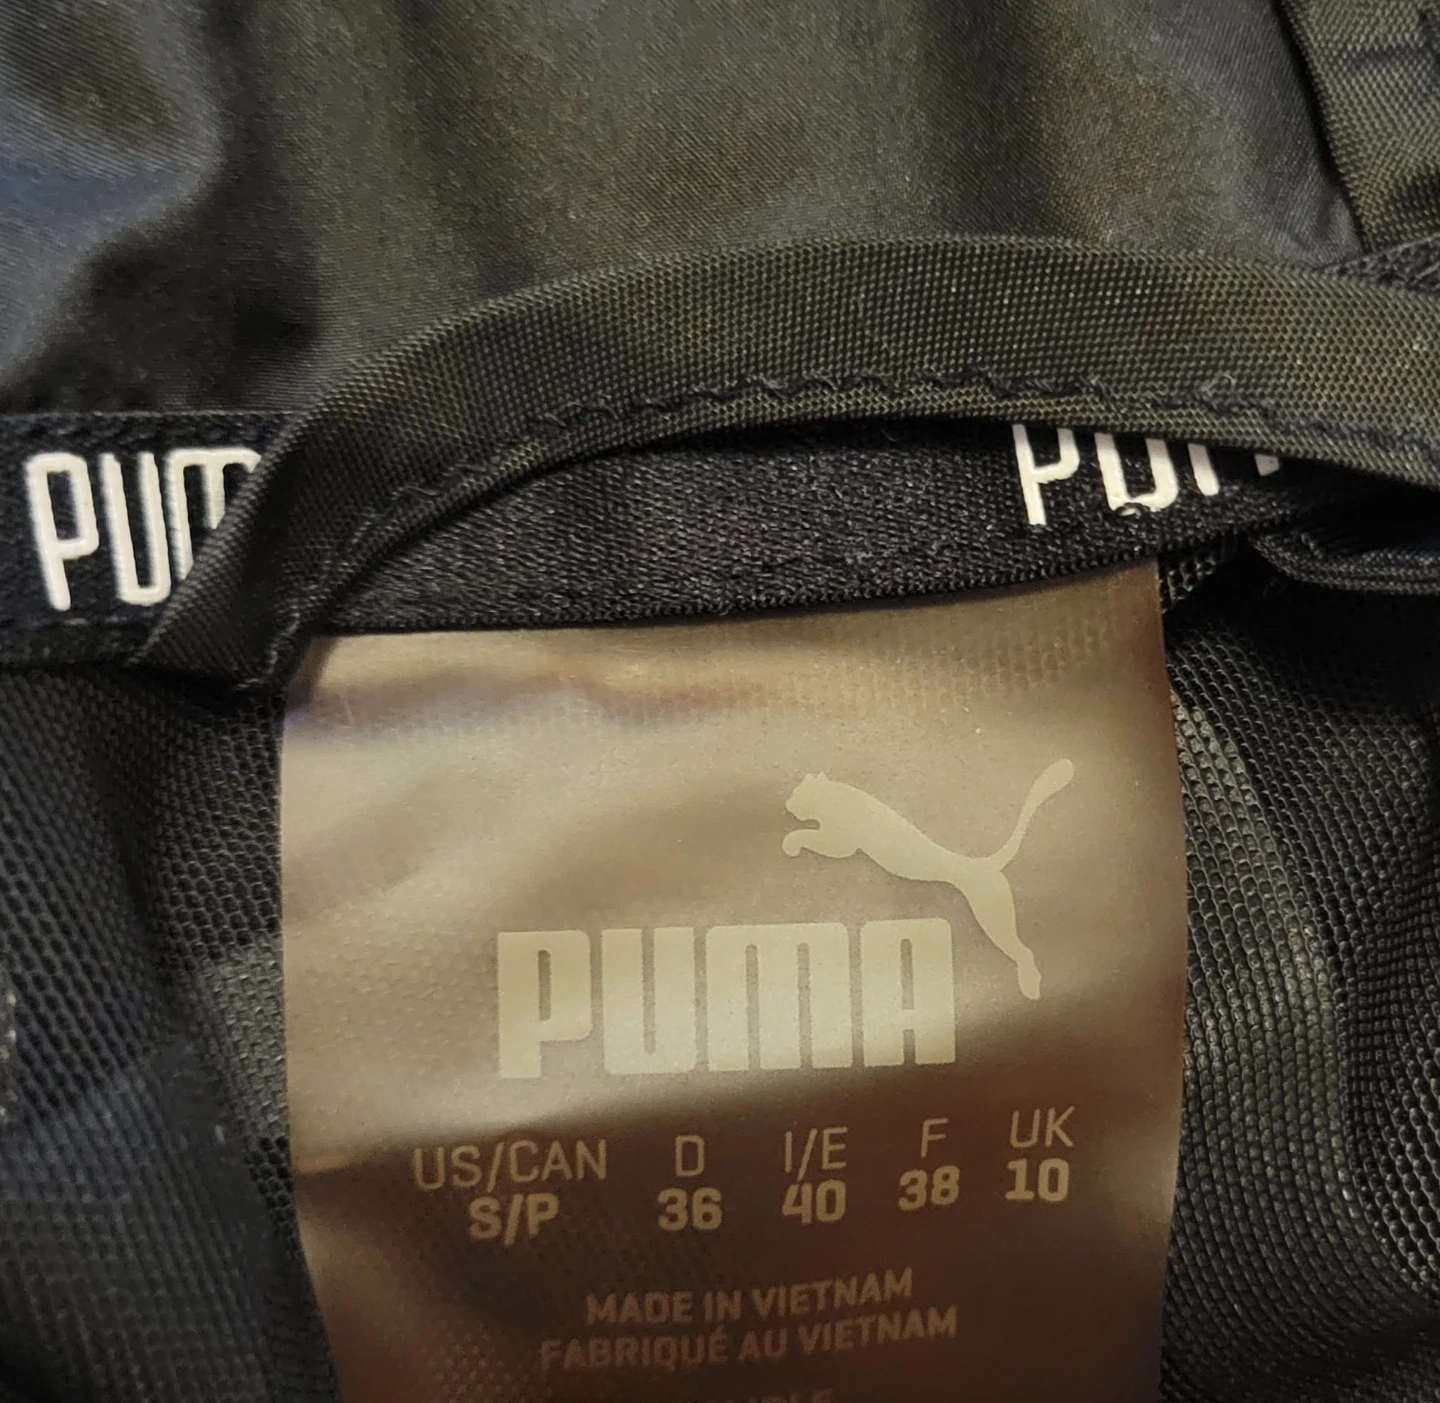 PUM
PUM
PUMA
US/CAN D I/E F UK
S/P 36 40 38 10
MADE IN VIETNAM
FABRIQUÉ AU VIETNAM